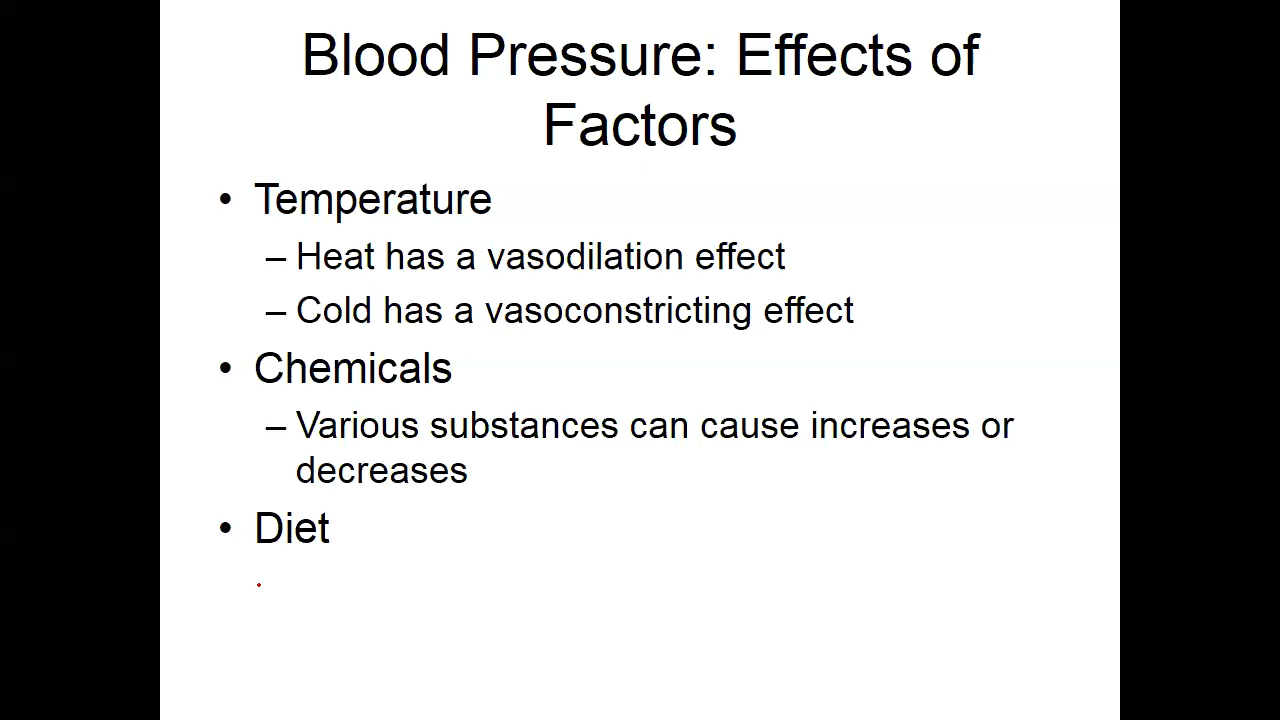 Blood Pressure: Effects of
Factors
• Temperature
– Heat has a vasodilation effect
– Cold has a vasoconstricting effect
• Chemicals
– Various substances can cause increases or
decreases
• Diet